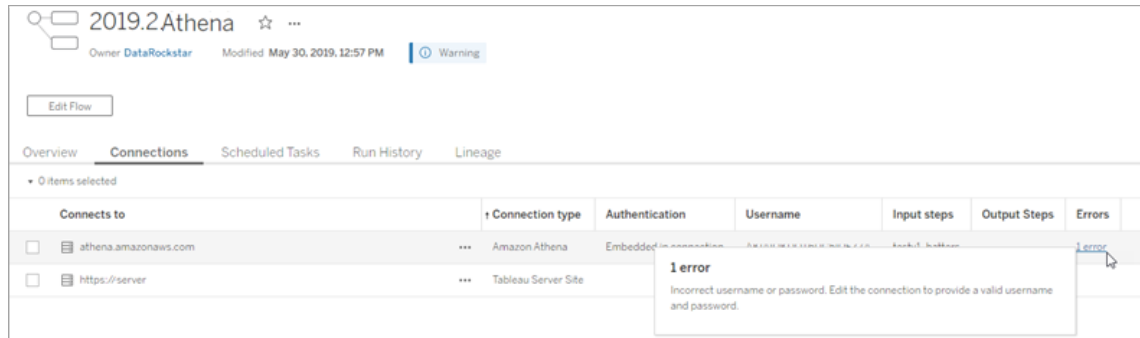 2019.2 Athena ...
Owner DataRockstar Modified May 30, 2019, 12:57 PM Warning
Edit Flow
Overview Connections Scheduled Tasks Run History Lineage
0 items selected
Connects to ↑ Connection type Authentication Username Input steps Output Steps Errors
athena.amazonaws.com ... Amazon Athena Embedded in connection 1 error
https://server ... Tableau Server Site
1 error
Incorrect username or password. Edit the connection to provide a valid username
and password.